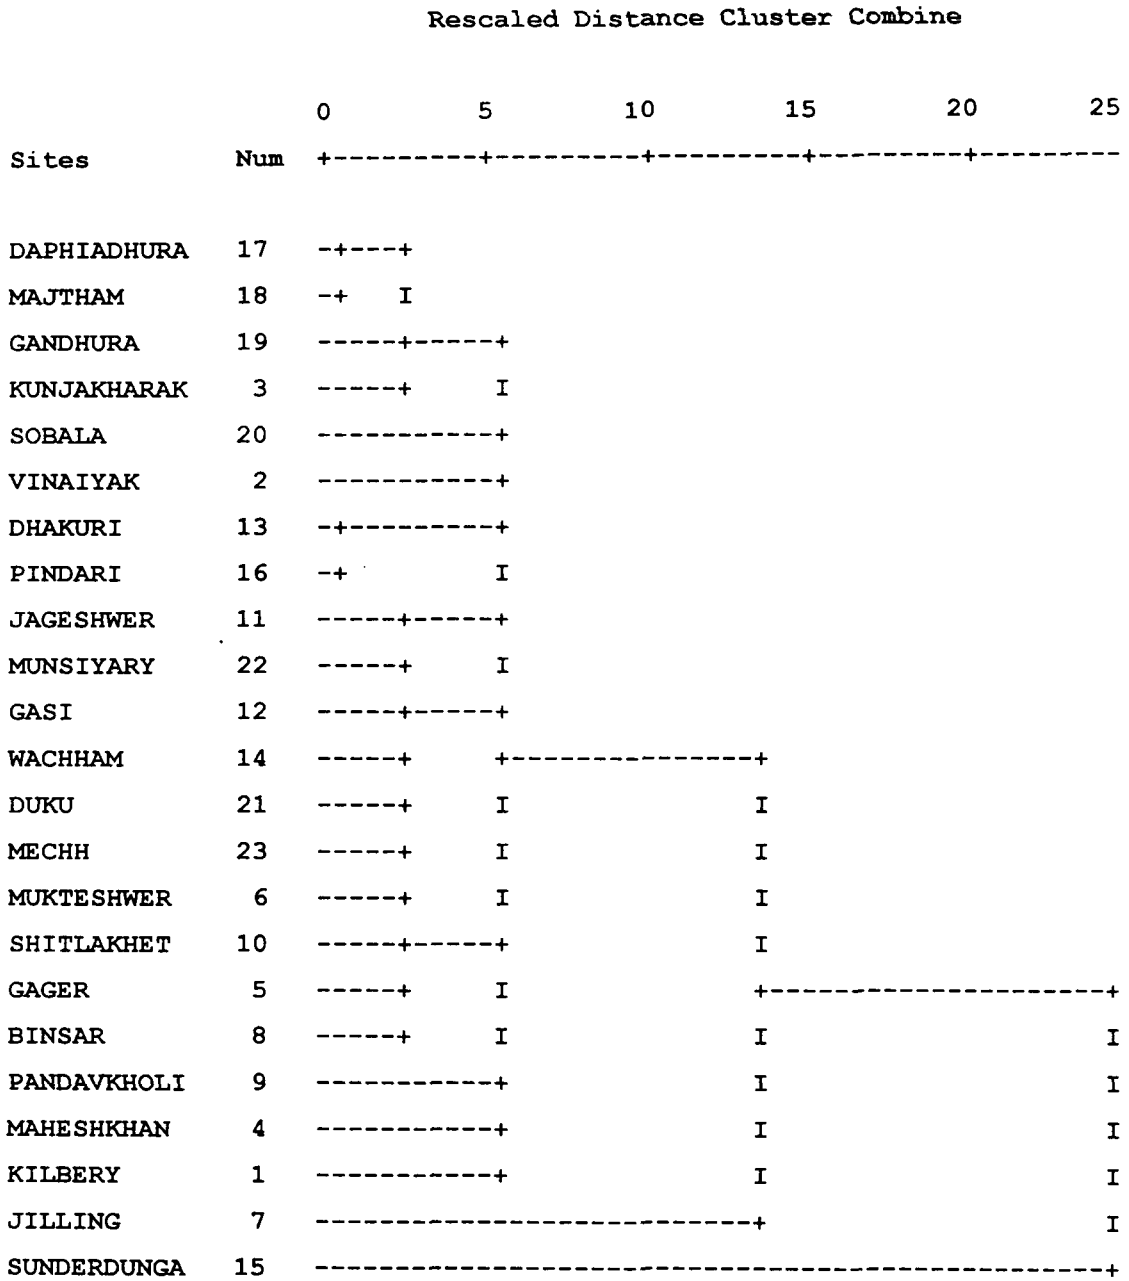 Rescaled Distance Cluster Combine
0 5 10 15 20 25
Sites Num +---------+---------+---------+---------+---------
DAPHIADHURA 17 -+---+
MAJTHAM 18 -+ I
GANDHURA 19 -----+-----+
KUNJAKHARAK 3 -----+ I
SOBALA 20 -----------+
VINAIYAK 2 -----------+
DHAKURI 13 -+---------+
PINDARI 16 -+ I
JAGESHWER 11 -----+-----+
MUNSIYARY 22 -----+ I
GASI 12 -----+-----+
WACHHAM 14 -----+ +---------------+
DUKU 21 -----+ I I
MECHH 23 -----+ I I
MUKTESHWER 6 -----+ I I
SHITLAKHET 10 -----+-----+ I
GAGER 5 -----+ I +---------------------+
BINSAR 8 -----+ I I I
PANDAVKHOLI 9 -----------+ I I
MAHESHKHAN 4 -----------+ I I
KILBERY 1 -----------+ I I
JILLING 7 ---------------------------+ I
SUNDERDUNGA 15 -------------------------------------------------+